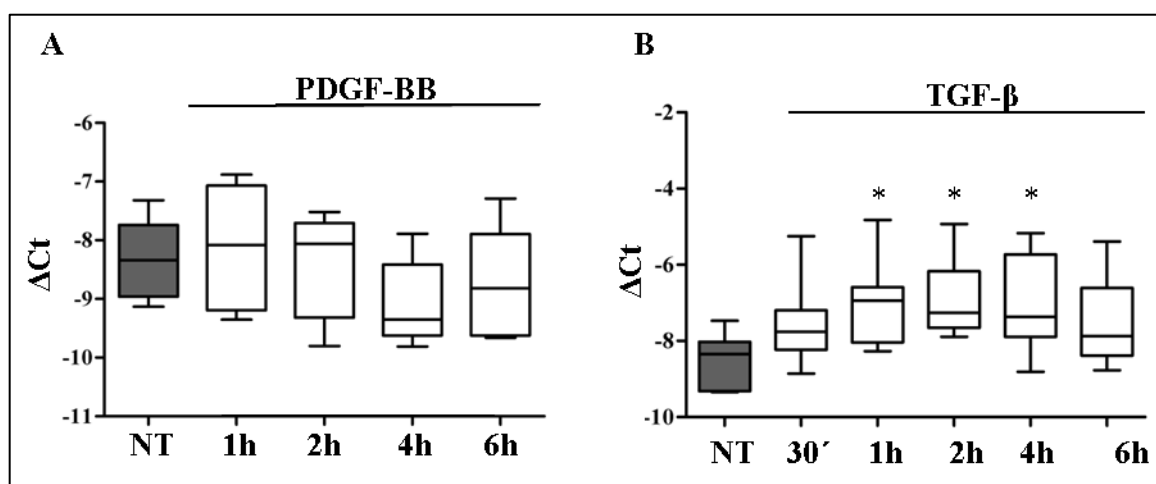 A
PDGF-BB
ΔCt
-6
-7
-8
-9
-10
-11
NT 1h 2h 4h 6h
B
TGF-β
ΔCt
-2
-4
-6
-8
-10
* * *
NT 30´ 1h 2h 4h 6h